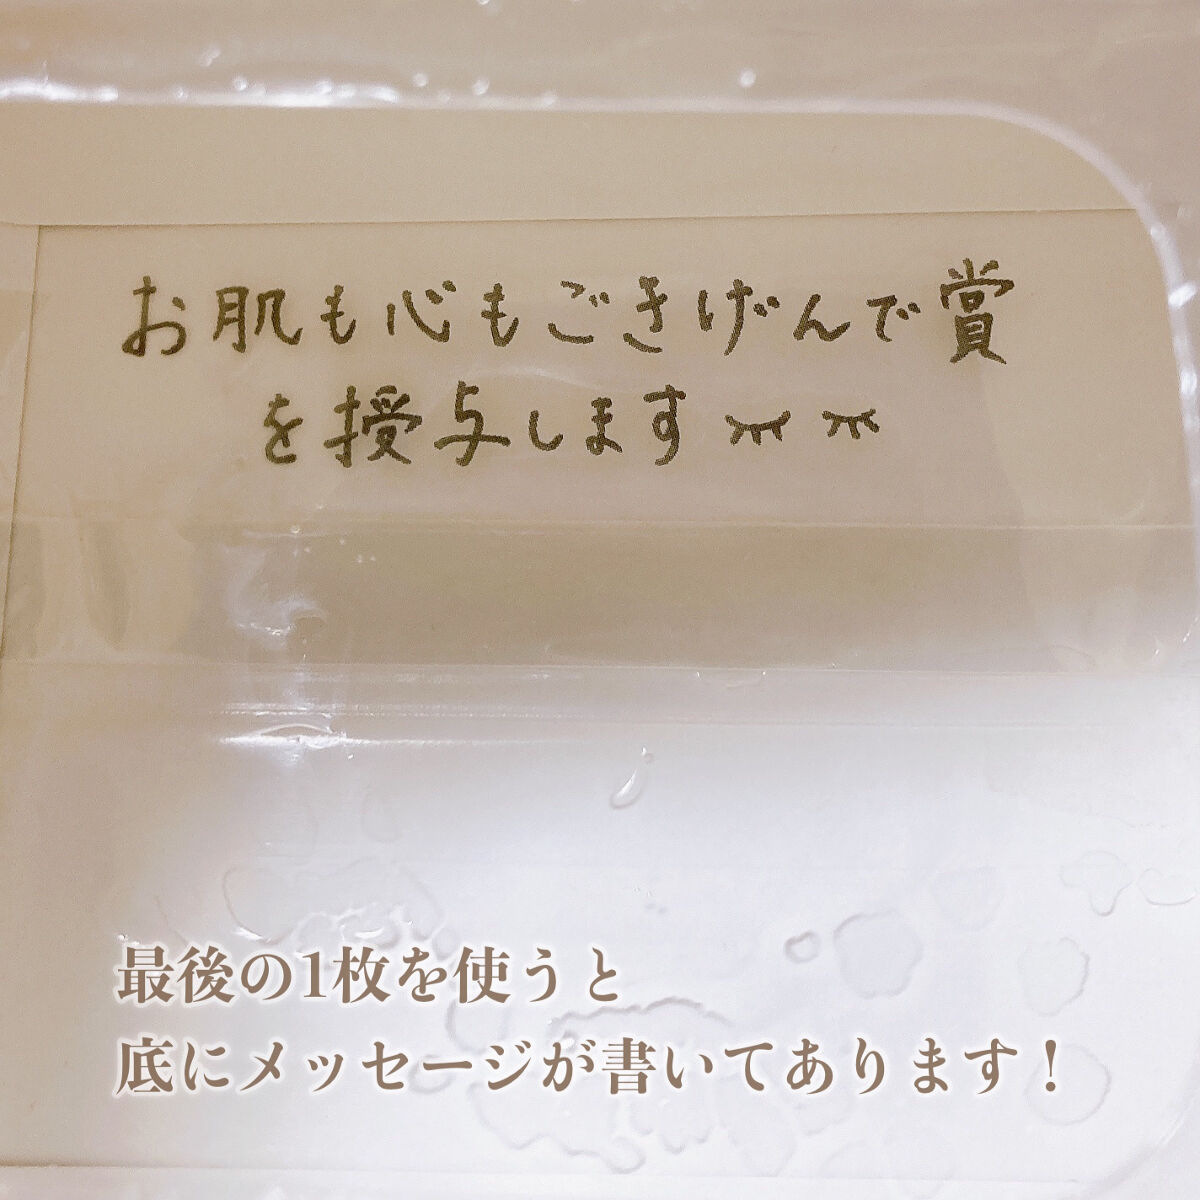 お肌も心もごきげんで賞
を授与します
最後の1枚を使うと
底にメッセージが書いてあります！